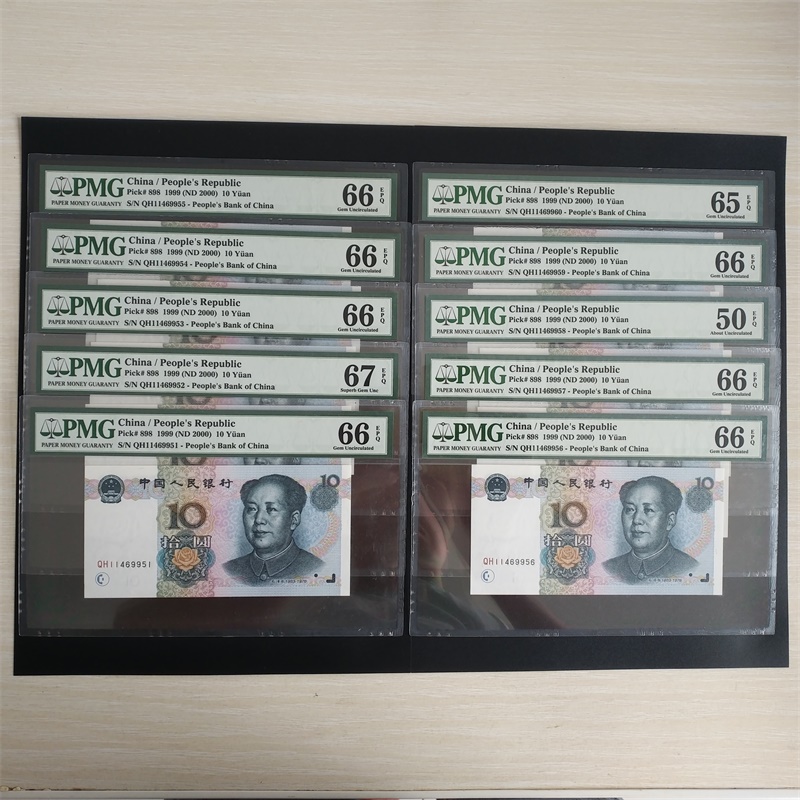 PMG
PAPER MONEY GUARANTY
China / People's Republic
Pick# 898 1999 (ND 2000) 10 Yüan
S/N QH11469955 - People's Bank of China
66 EPQ
Gem Uncirculated
PMG
PAPER MONEY GUARANTY
China / People's Republic
Pick# 898 1999 (ND 2000) 10 Yüan
S/N QH11469954 - People's Bank of China
66 EPQ
Gem Uncirculated
PMG
PAPER MONEY GUARANTY
China / People's Republic
Pick# 898 1999 (ND 2000) 10 Yüan
S/N QH11469953 - People's Bank of China
66 EPQ
Gem Uncirculated
PMG
PAPER MONEY GUARANTY
China / People's Republic
Pick# 898 1999 (ND 2000) 10 Yüan
S/N QH11469952 - People's Bank of China
67 EPQ
Superb Gem Unc
PMG
PAPER MONEY GUARANTY
China / People's Republic
Pick# 898 1999 (ND 2000) 10 Yüan
S/N QH11469951 - People's Bank of China
66 EPQ
Gem Uncirculated
中国人民银行
10
10
拾圆
QH11469951
PMG
PAPER MONEY GUARANTY
China / People's Republic
Pick# 898 1999 (ND 2000) 10 Yüan
S/N QH11469960 - People's Bank of China
65 EPQ
Gem Uncirculated
PMG
PAPER MONEY GUARANTY
China / People's Republic
Pick# 898 1999 (ND 2000) 10 Yüan
S/N QH11469959 - People's Bank of China
66 EPQ
Gem Uncirculated
PMG
PAPER MONEY GUARANTY
China / People's Republic
Pick# 898 1999 (ND 2000) 10 Yüan
S/N QH11469958 - People's Bank of China
50 EPQ
About Uncirculated
PMG
PAPER MONEY GUARANTY
China / People's Republic
Pick# 898 1999 (ND 2000) 10 Yüan
S/N QH11469957 - People's Bank of China
66 EPQ
Gem Uncirculated
PMG
PAPER MONEY GUARANTY
China / People's Republic
Pick# 898 1999 (ND 2000) 10 Yüan
S/N QH11469956 - People's Bank of China
66 EPQ
Gem Uncirculated
中国人民银行
10
10
拾圆
QH11469956